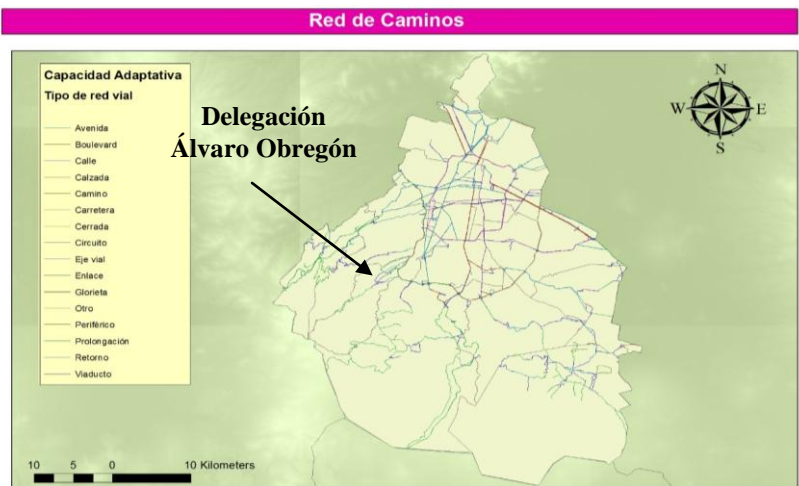 Red de Caminos
Capacidad Adaptativa
Tipo de red vial
Avenida
Boulevard
Calle
Calzada
Camino
Carretera
Cerrada
Circuito
Eje vial
Enlace
Glorieta
Otro
Periférico
Prolongación
Retorno
Viaducto
Delegación
Álvaro Obregón
N
W E
S
10 5 0 10 Kilometers